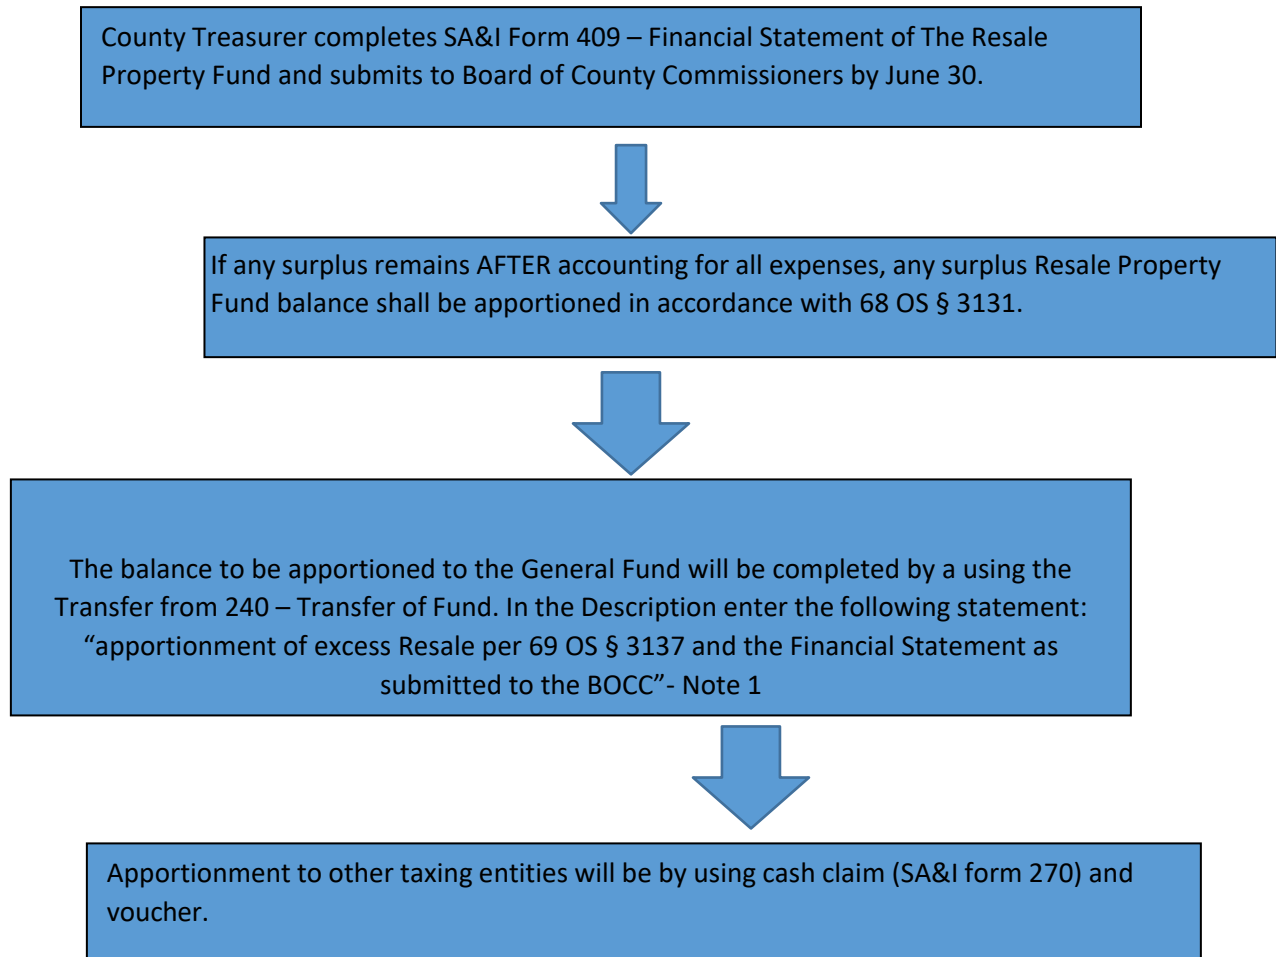 County Treasurer completes SA&I Form 409 – Financial Statement of The Resale
Property Fund and submits to Board of County Commissioners by June 30.
If any surplus remains AFTER accounting for all expenses, any surplus Resale Property
Fund balance shall be apportioned in accordance with 68 OS § 3131.
The balance to be apportioned to the General Fund will be completed by a using the
Transfer from 240 – Transfer of Fund. In the Description enter the following statement:
“apportionment of excess Resale per 69 OS § 3137 and the Financial Statement as
submitted to the BOCC”- Note 1
Apportionment to other taxing entities will be by using cash claim (SA&I form 270) and
voucher.